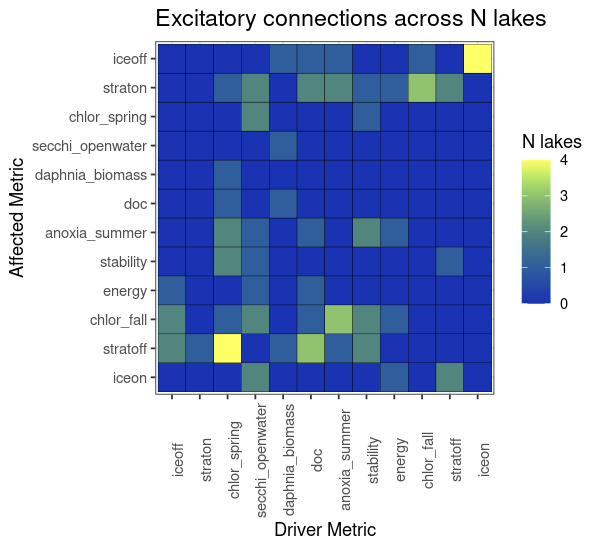 Excitatory connections across N lakes
Affected Metric
iceoff
straton
chlor_spring
secchi_openwater
daphnia_biomass
doc
anoxia_summer
stability
energy
chlor_fall
stratoff
iceon
iceoff
straton
chlor_spring
secchi_openwater
daphnia_biomass
doc
anoxia_summer
stability
energy
chlor_fall
stratoff
iceon
Driver Metric
N lakes
4
3
2
1
0